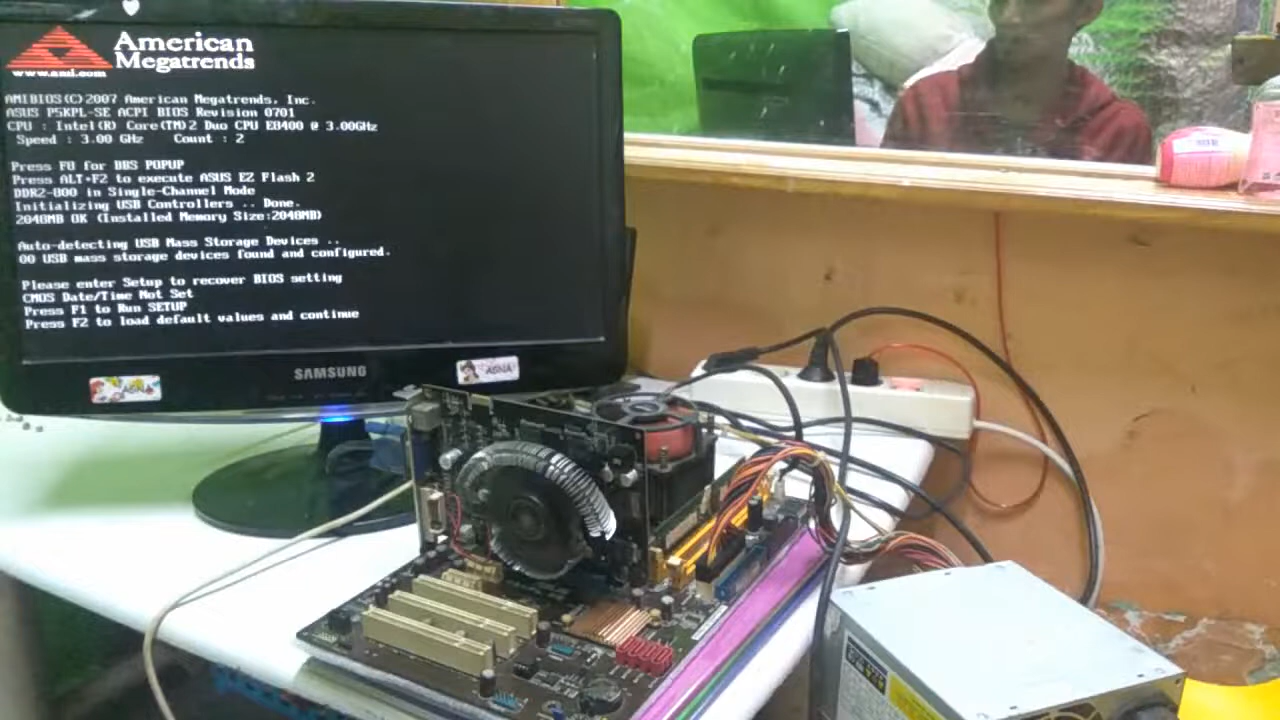 American
Megatrends
www.ami.com
AMIBIOS(C)2007 American Megatrends, Inc.
ASUS P5KPL-SE ACPI BIOS Revision 0701
CPU : Intel(R) Core(TM)2 Duo CPU E8400 @ 3.00GHz
Speed : 3.00 GHz Count : 2
Press F8 for BBS POPUP
Press ALT+F2 to execute ASUS EZ Flash 2
DDR2-800 in Single-Channel Mode
Initializing USB Controllers .. Done.
2048MB OK (Installed Memory Size:2048MB)
Auto-detecting USB Mass Storage Devices ..
00 USB mass storage devices found and configured.
Please enter Setup to recover BIOS setting
CMOS Date/Time Not Set
Press F1 to Run SETUP
Press F2 to load default values and continue
SAMSUNG
ASNA
ASNA